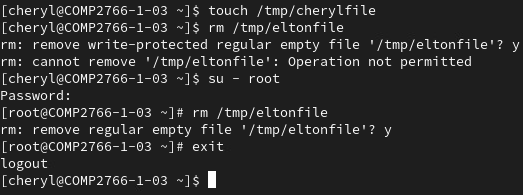 [cheryl@COMP2766-1-03 ~]$ touch /tmp/cherylfile
[cheryl@COMP2766-1-03 ~]$ rm /tmp/eltonfile
rm: remove write-protected regular empty file '/tmp/eltonfile'? y
rm: cannot remove '/tmp/eltonfile': Operation not permitted
[cheryl@COMP2766-1-03 ~]$ su - root
Password:
[root@COMP2766-1-03 ~]# rm /tmp/eltonfile
rm: remove regular empty file '/tmp/eltonfile'? y
[root@COMP2766-1-03 ~]# exit
logout
[cheryl@COMP2766-1-03 ~]$